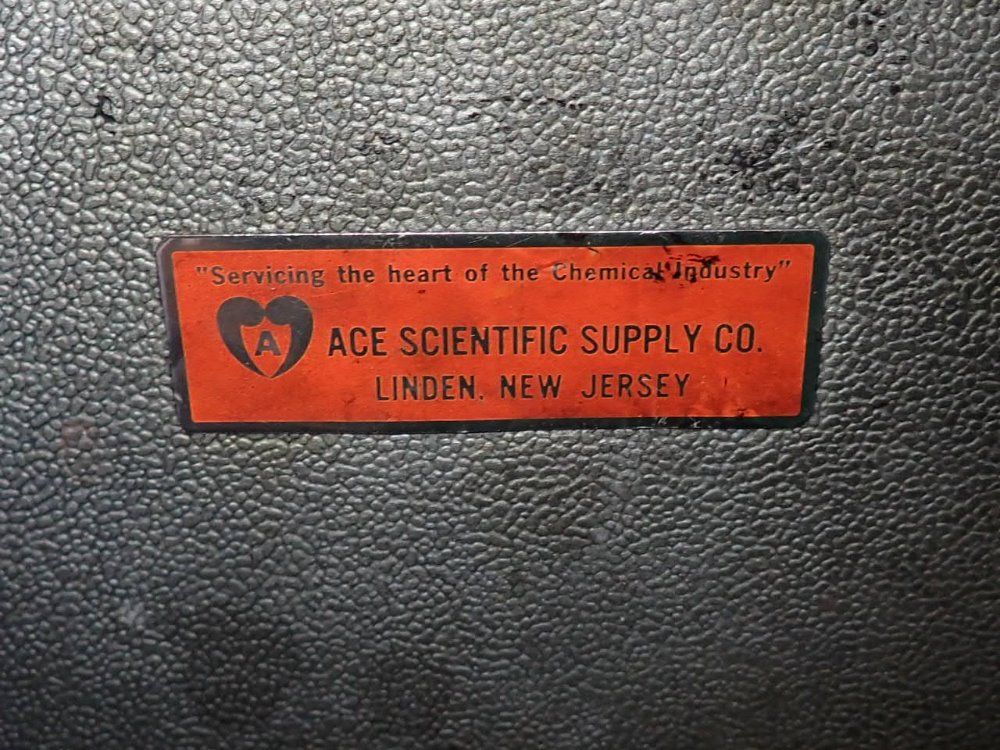 "Servicing the heart of the Chemical Industry"
A
ACE SCIENTIFIC SUPPLY CO.
LINDEN, NEW JERSEY